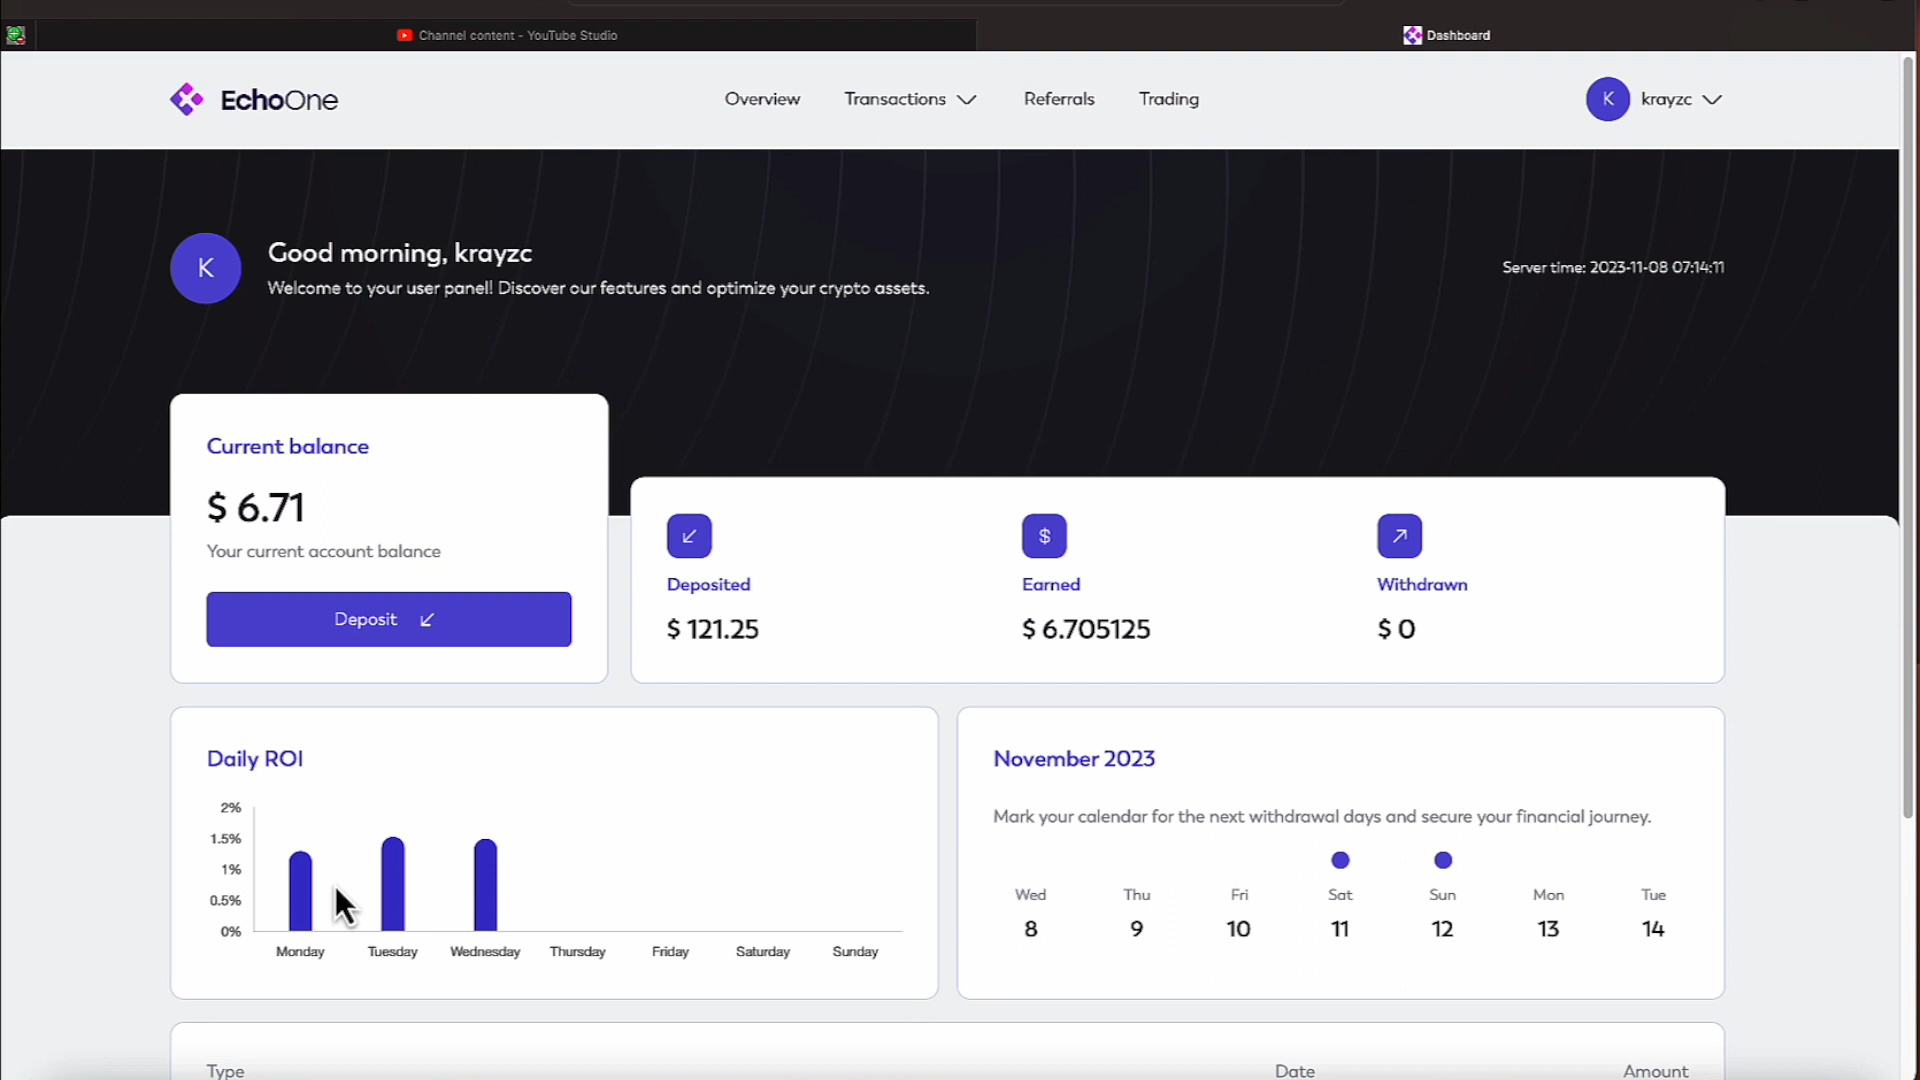 Channel content - YouTube Studio
Dashboard
EchoOne
Overview
Transactions
Referrals
Trading
K
krayzc
K
Good morning, krayzc
Welcome to your user panel! Discover our features and optimize your crypto assets.
Server time: 2023-11-08 07:14:11
Current balance
$ 6.71
Your current account balance
Deposit
$
Deposited
Earned
Withdrawn
$ 121.25
$ 6.705125
$ 0
Daily ROI
2%
1.5%
1%
0.5%
0%
Monday
Tuesday
Wednesday
Thursday
Friday
Saturday
Sunday
November 2023
Mark your calendar for the next withdrawal days and secure your financial journey.
Wed
Thu
Fri
Sat
Sun
Mon
Tue
8
9
10
11
12
13
14
Type
Date
Amount